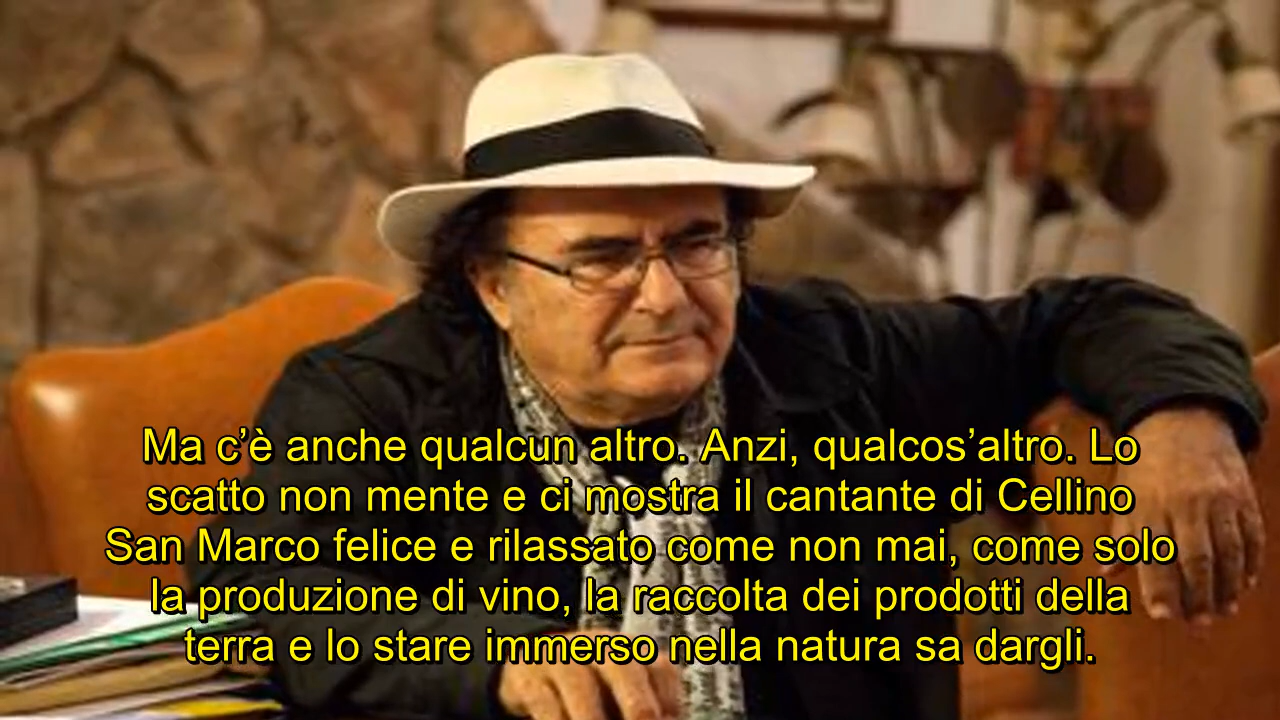 Ma c’è anche qualcun altro. Anzi, qualcos’altro. Lo
scatto non mente e ci mostra il cantante di Cellino
San Marco felice e rilassato come non mai, come solo
la produzione di vino, la raccolta dei prodotti della
terra e lo stare immerso nella natura sa dargli.